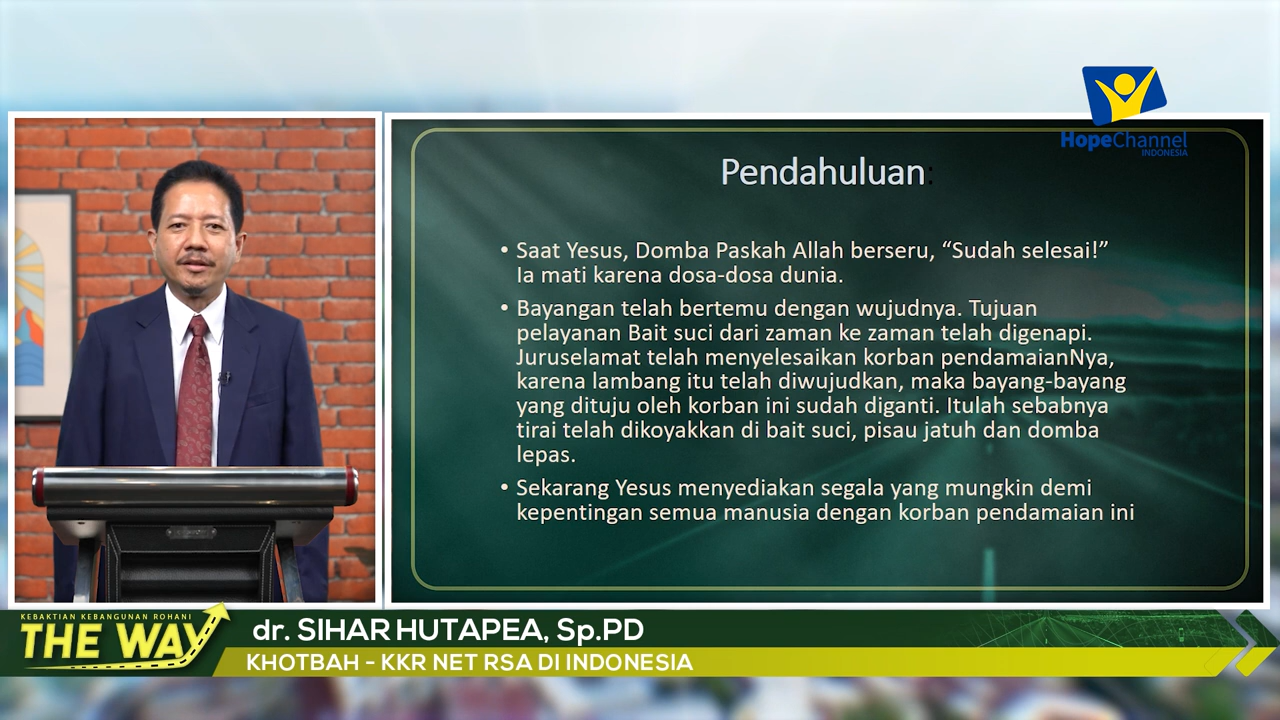 HopeChannel
INDONESIA
Pendahuluan:
• Saat Yesus, Domba Paskah Allah berseru, “Sudah selesai!”
Ia mati karena dosa-dosa dunia.
• Bayangan telah bertemu dengan wujudnya. Tujuan
pelayanan Bait suci dari zaman ke zaman telah digenapi.
Juruselamat telah menyelesaikan korban pendamaianNya,
karena lambang itu telah diwujudkan, maka bayang-bayang
yang dituju oleh korban ini sudah diganti. Itulah sebabnya
tirai telah dikoyakkan di bait suci, pisau jatuh dan domba
lepas.
• Sekarang Yesus menyediakan segala yang mungkin demi
kepentingan semua manusia dengan korban pendamaian ini
KEBAKTIAN KEBANGUNAN ROHANI
THE WAY
dr. SIHAR HUTAPEA, Sp.PD
KHOTBAH – KKR NET RSA DI INDONESIA